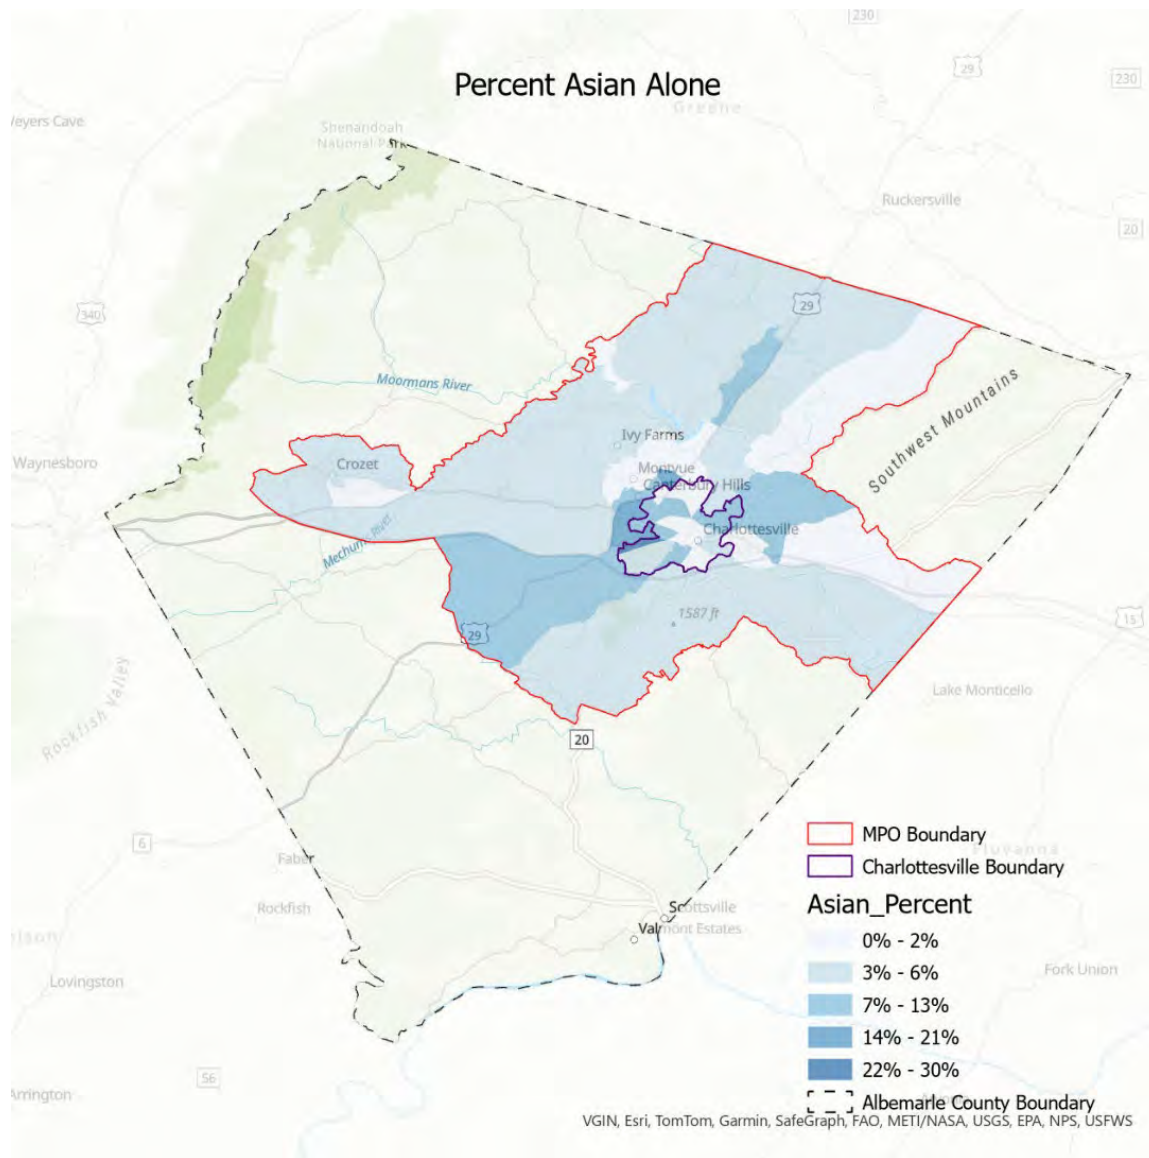 230
29
230
Percent Asian Alone
Greene
Weyers Cave
Shenandoah
National Park
Ruckersville
20
340
29
Moormans River
Southwest Mountains
Ivy Farms
Waynesboro
Crozet
Montvue
Canterbury Hills
Charlottesville
Mechums River
1587 ft
15
29
Rockfish Valley
Lake Monticello
20
MPO Boundary
6
Fluvanna
Faber
Charlottesville Boundary
Asian_Percent
Rockfish
Scottsville
Valmont Estates
0% - 2%
3% - 6%
Fork Union
Lovingston
7% - 13%
14% - 21%
22% - 30%
56
Arrington
Albemarle County Boundary
VGIN, Esri, TomTom, Garmin, SafeGraph, FAO, METI/NASA, USGS, EPA, NPS, USFWS